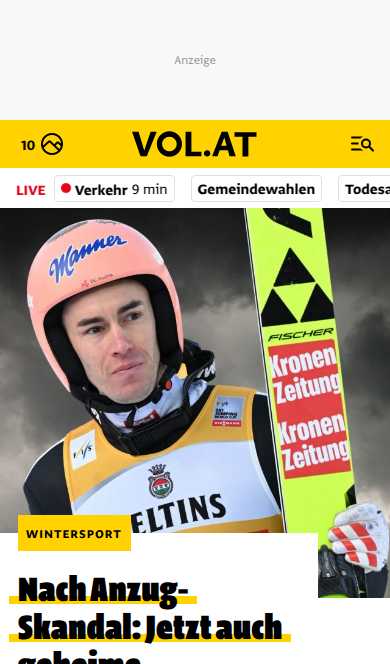 Anzeige
10
VOL.AT
LIVE
Verkehr 9 min
Gemeindewahlen
Todesa
Manner
FISCHER
Kronen
Zeitung
Kronen
Zeitung
FIS
ELTINS
WINTERSPORT
Nach Anzug-
Skandal: Jetzt auch
geheime